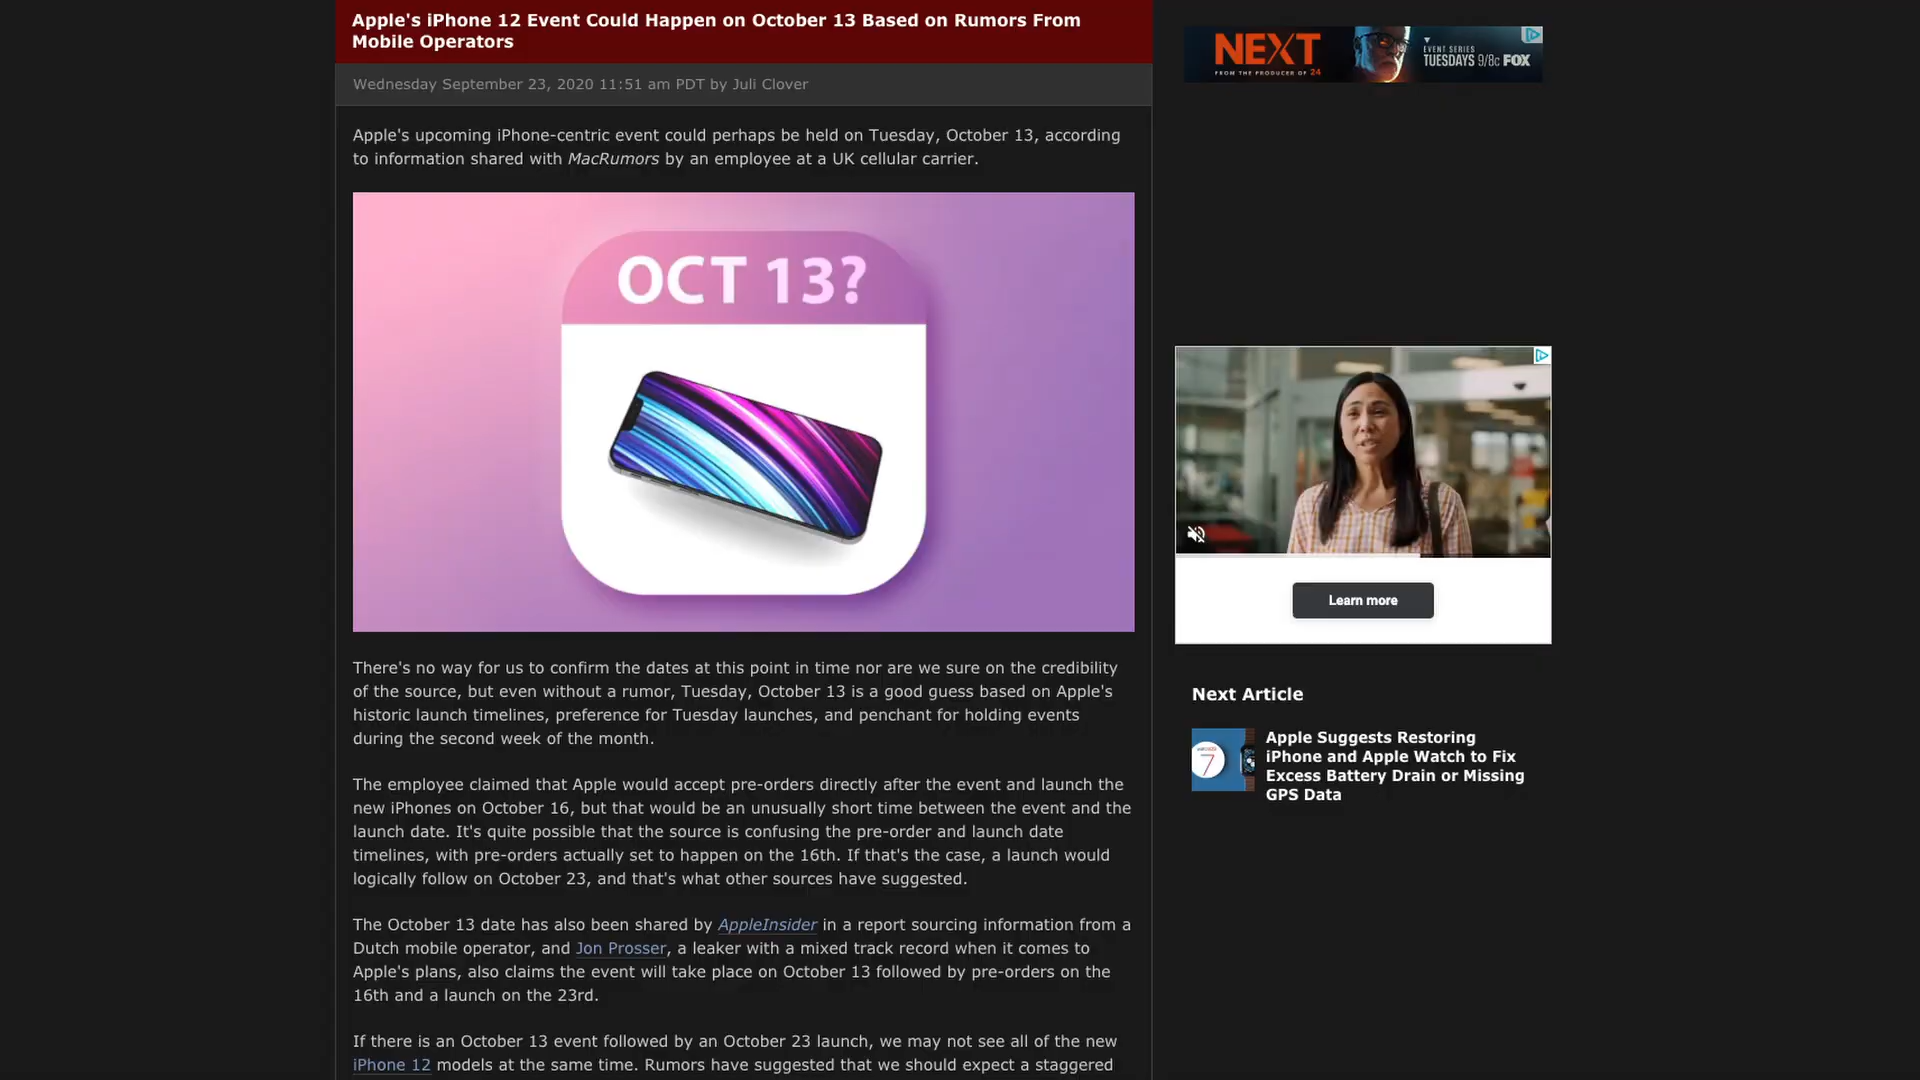 Apple's iPhone 12 Event Could Happen on October 13 Based on Rumors From
Mobile Operators
Wednesday September 23, 2020 11:51 am PDT by Juli Clover
Apple's upcoming iPhone-centric event could perhaps be held on Tuesday, October 13, according
to information shared with MacRumors by an employee at a UK cellular carrier.
OCT 13?
There's no way for us to confirm the dates at this point in time nor are we sure on the credibility
of the source, but even without a rumor, Tuesday, October 13 is a good guess based on Apple's
historic launch timelines, preference for Tuesday launches, and penchant for holding events
during the second week of the month.
The employee claimed that Apple would accept pre-orders directly after the event and launch the
new iPhones on October 16, but that would be an unusually short time between the event and the
launch date. It's quite possible that the source is confusing the pre-order and launch date
timelines, with pre-orders actually set to happen on the 16th. If that's the case, a launch would
logically follow on October 23, and that's what other sources have suggested.
The October 13 date has also been shared by AppleInsider in a report sourcing information from a
Dutch mobile operator, and Jon Prosser, a leaker with a mixed track record when it comes to
Apple's plans, also claims the event will take place on October 13 followed by pre-orders on the
16th and a launch on the 23rd.
If there is an October 13 event followed by an October 23 launch, we may not see all of the new
iPhone 12 models at the same time. Rumors have suggested that we should expect a staggered
NEXT
FROM THE PRODUCER OF 24
EVENT SERIES
TUESDAYS 9/8c FOX
Learn more
Next Article
7
Apple Suggests Restoring
iPhone and Apple Watch to Fix
Excess Battery Drain or Missing
GPS Data